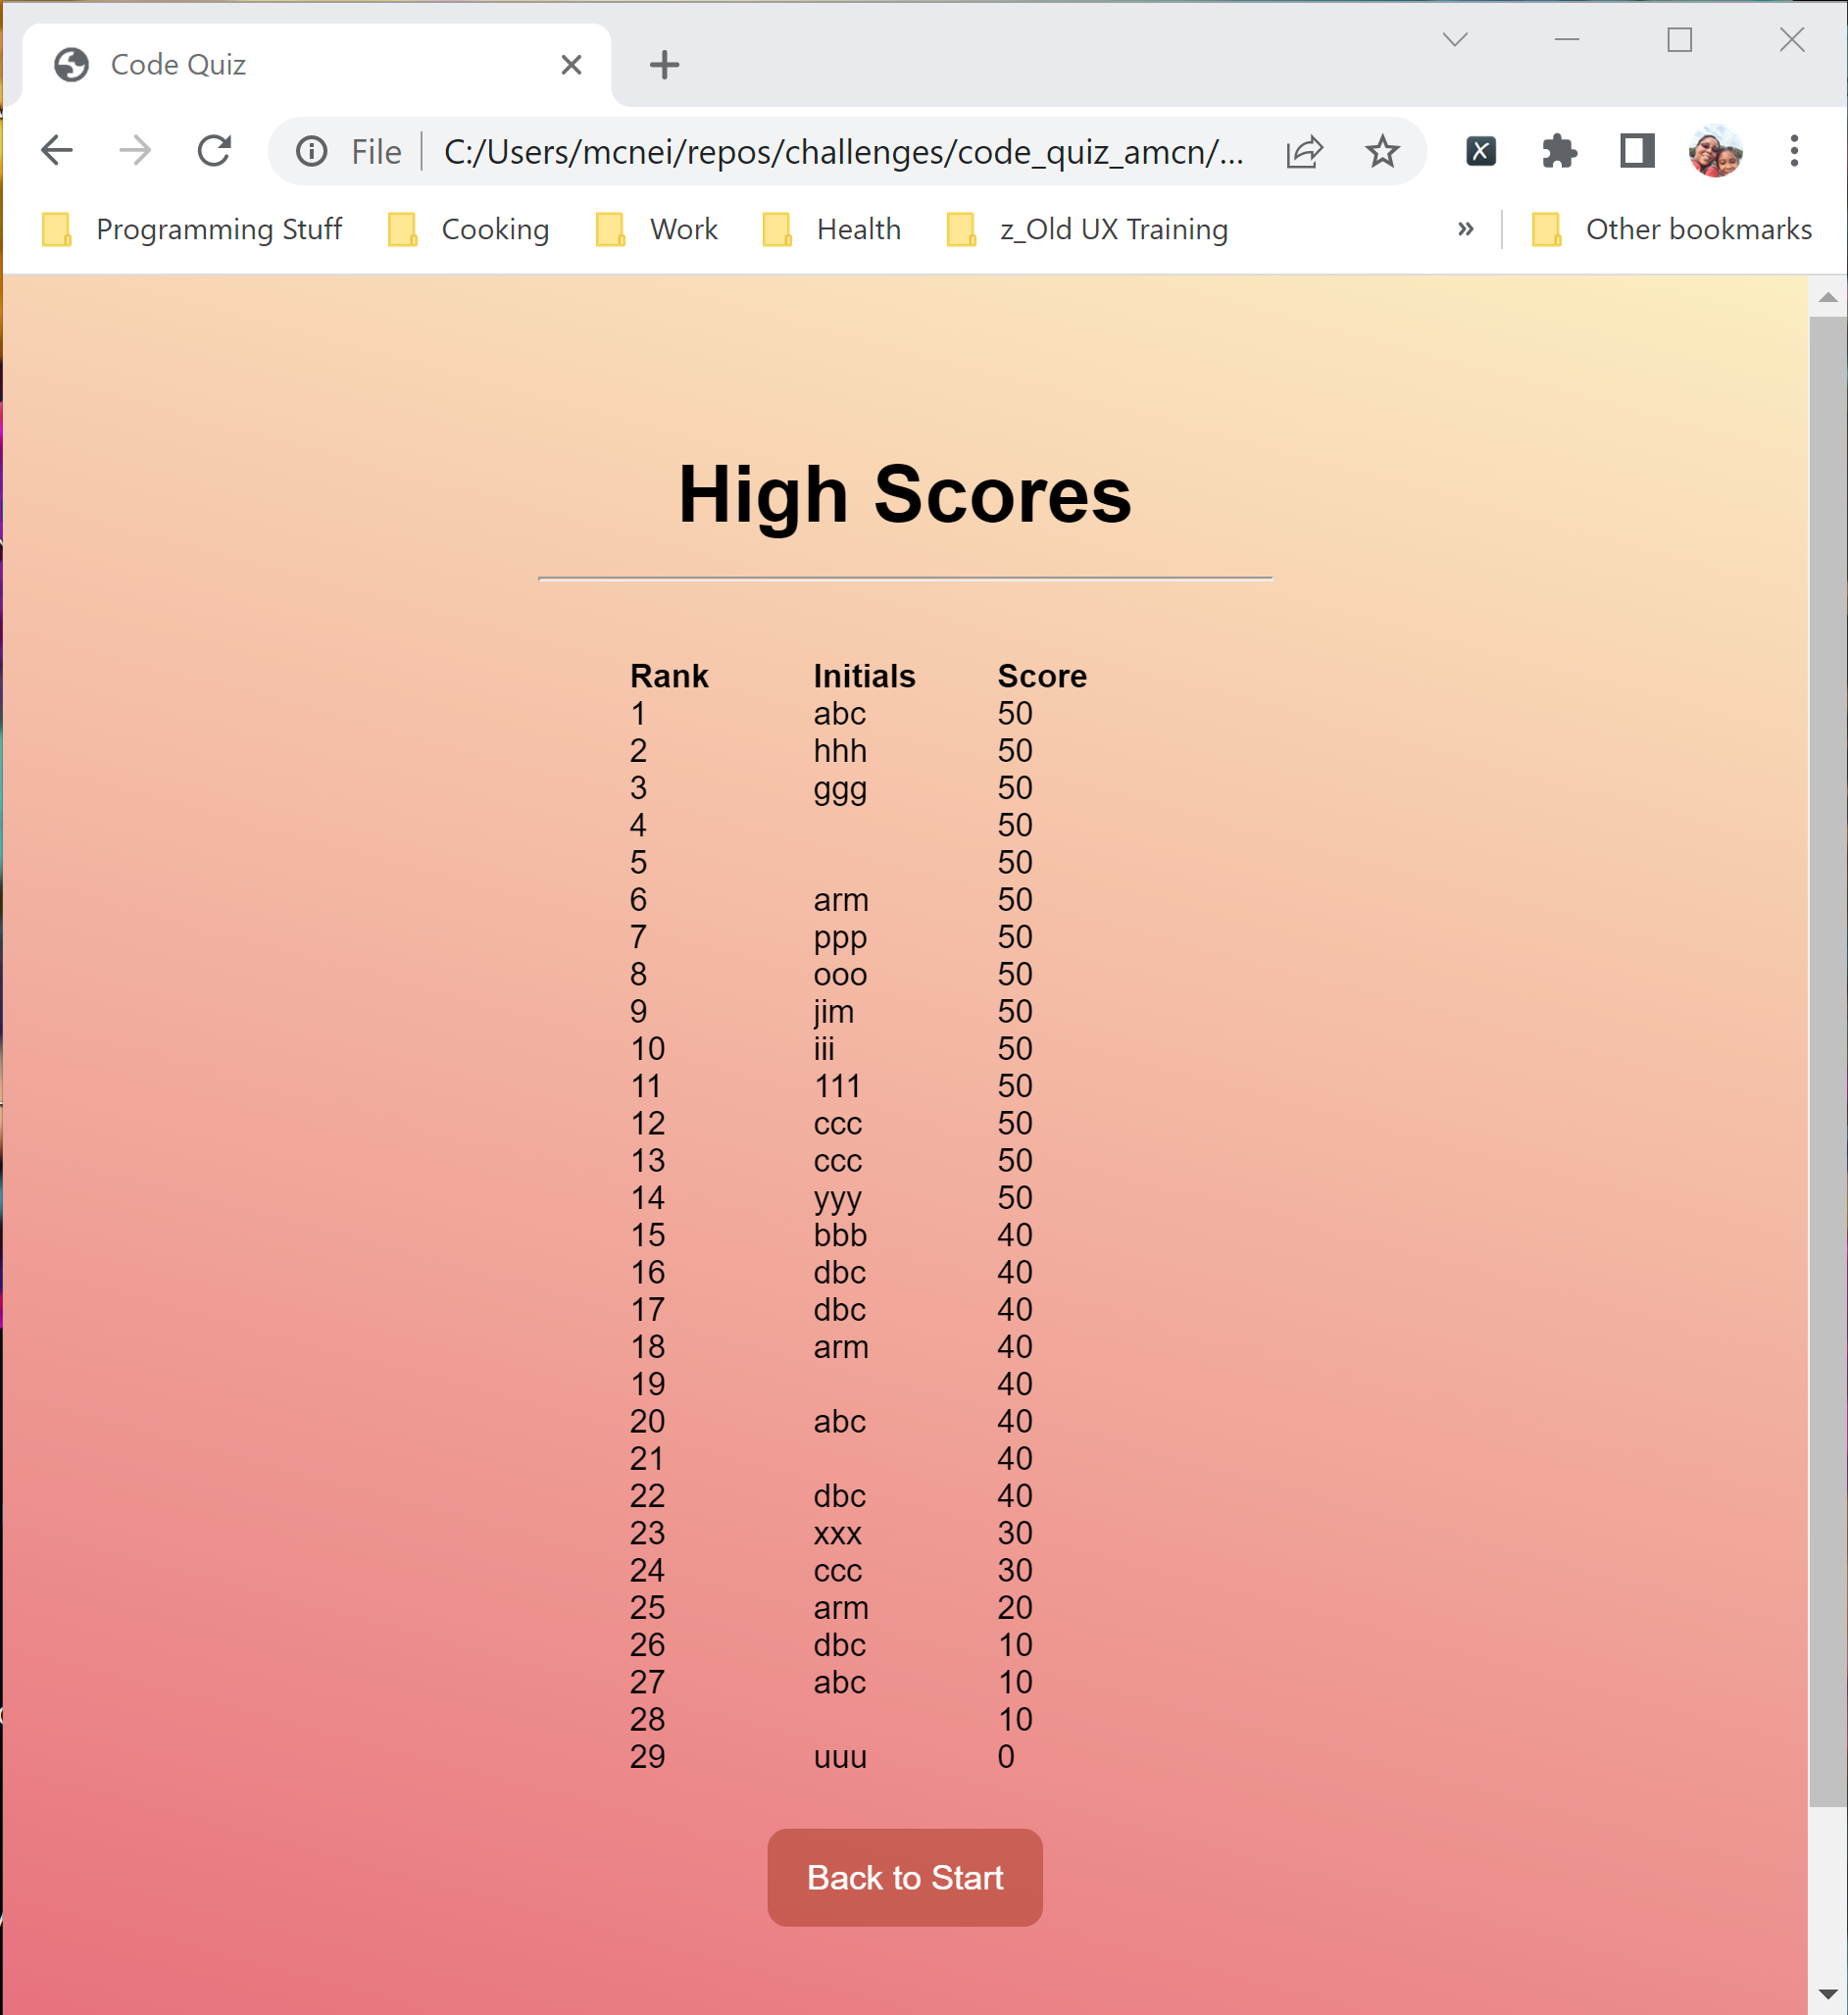 Code Quiz
File C:/Users/mcnei/repos/challenges/code_quiz_amcn/...
Programming Stuff Cooking Work Health z_Old UX Training » Other bookmarks
High Scores
Rank Initials Score
1 abc 50
2 hhh 50
3 ggg 50
4 50
5 50
6 arm 50
7 ppp 50
8 ooo 50
9 jim 50
10 iii 50
11 111 50
12 ccc 50
13 ccc 50
14 yyy 50
15 bbb 40
16 dbc 40
17 dbc 40
18 arm 40
19 40
20 abc 40
21 40
22 dbc 40
23 xxx 30
24 ccc 30
25 arm 20
26 dbc 10
27 abc 10
28 10
29 uuu 0
Back to Start